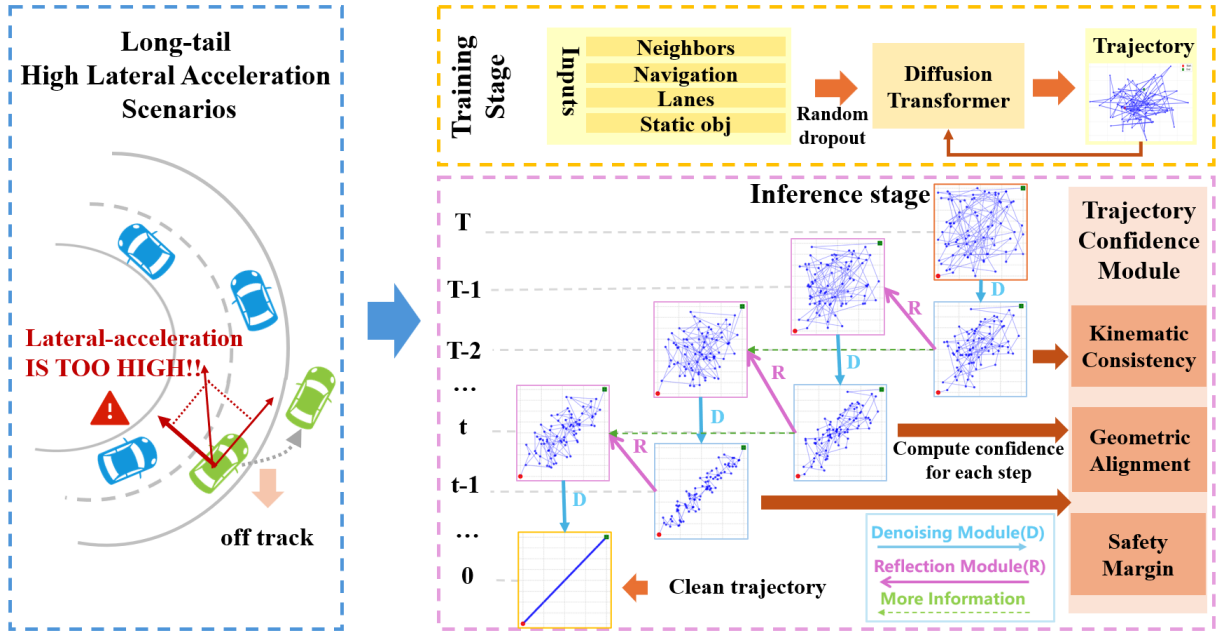 Long-tail
High Lateral Acceleration
Scenarios
Lateral-acceleration
IS TOO HIGH!!
off track
Training
Stage
Inputs
Neighbors
Navigation
Lanes
Static obj
Random
dropout
Diffusion
Transformer
Trajectory
Inference stage
T
T-1
T-2
...
t
t-1
...
0
D
R
D
R
D
R
D
Clean trajectory
Compute confidence
for each step
Trajectory
Confidence
Module
Kinematic
Consistency
Geometric
Alignment
Safety
Margin
Denoising Module(D)
Reflection Module(R)
More Information